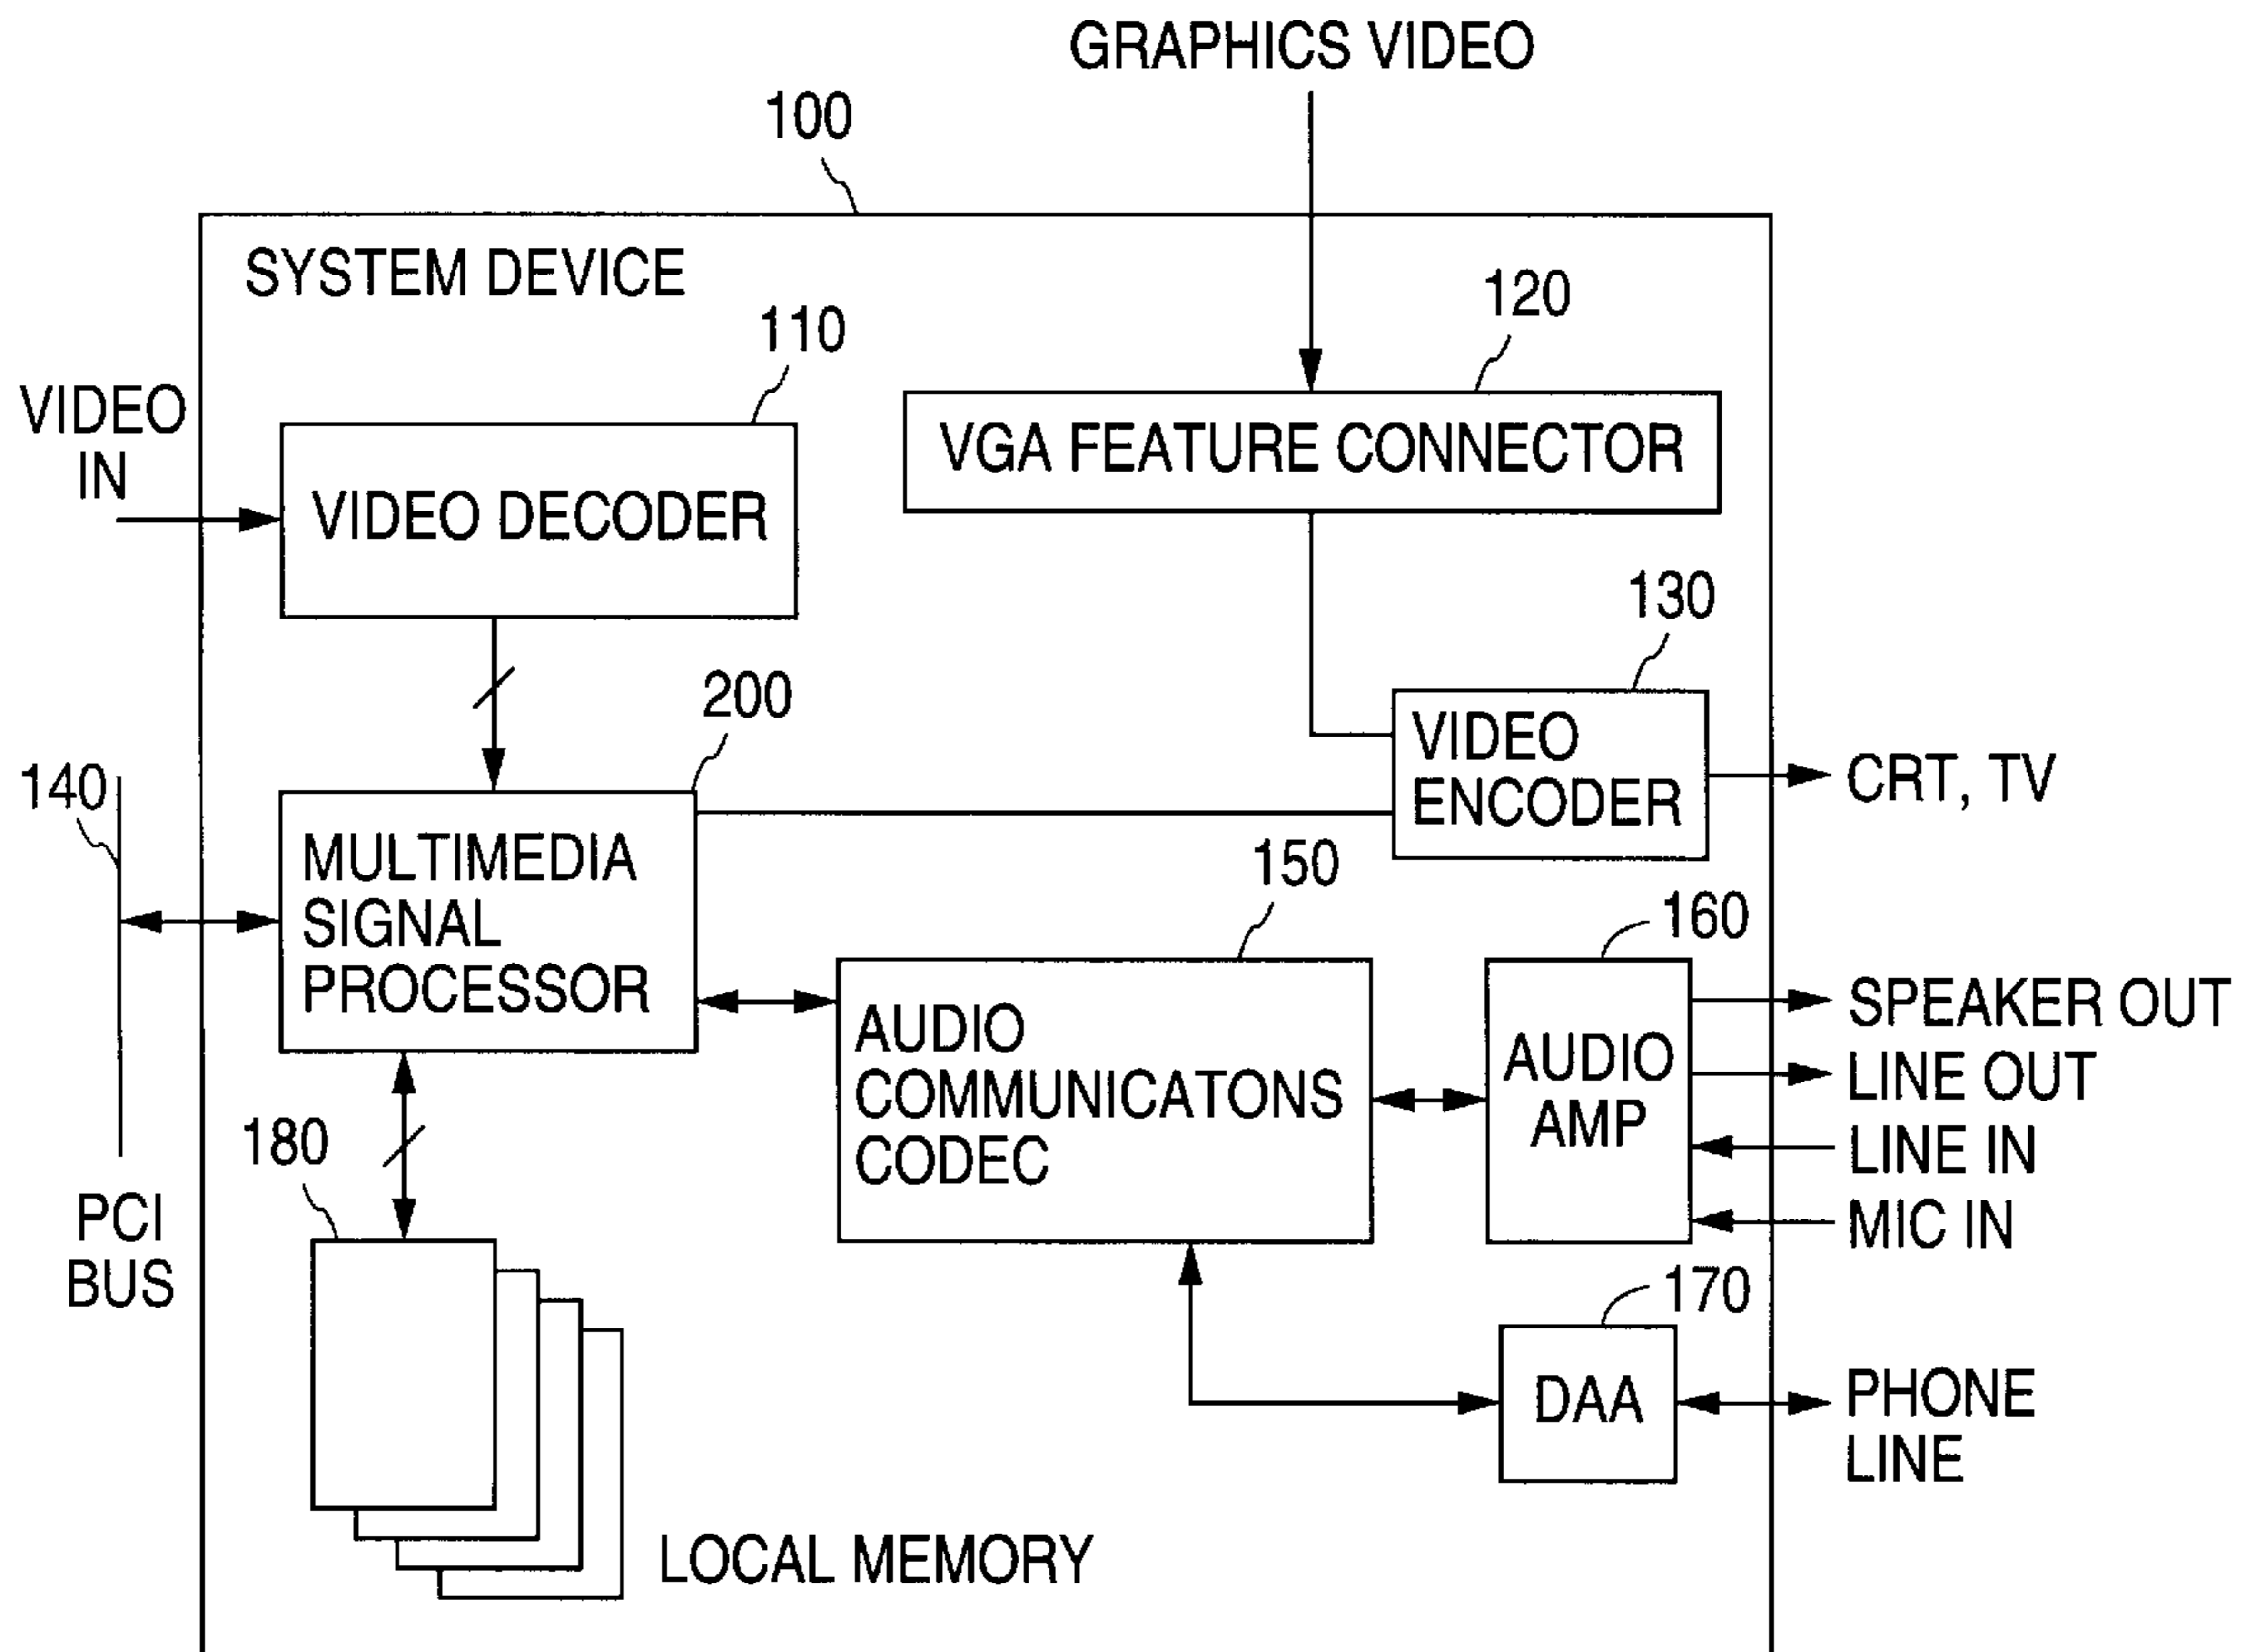 GRAPHICS VIDEO
100
SYSTEM DEVICE
120
110
VIDEO
IN
VGA FEATURE CONNECTOR
VIDEO DECODER
130
200
VIDEO
ENCODER
CRT, TV
140
MULTIMEDIA
SIGNAL
PROCESSOR
150
160
AUDIO
COMMUNICATONS
CODEC
AUDIO
AMP
SPEAKER OUT
LINE OUT
LINE IN
MIC IN
180
PCI
BUS
170
DAA
PHONE
LINE
LOCAL MEMORY